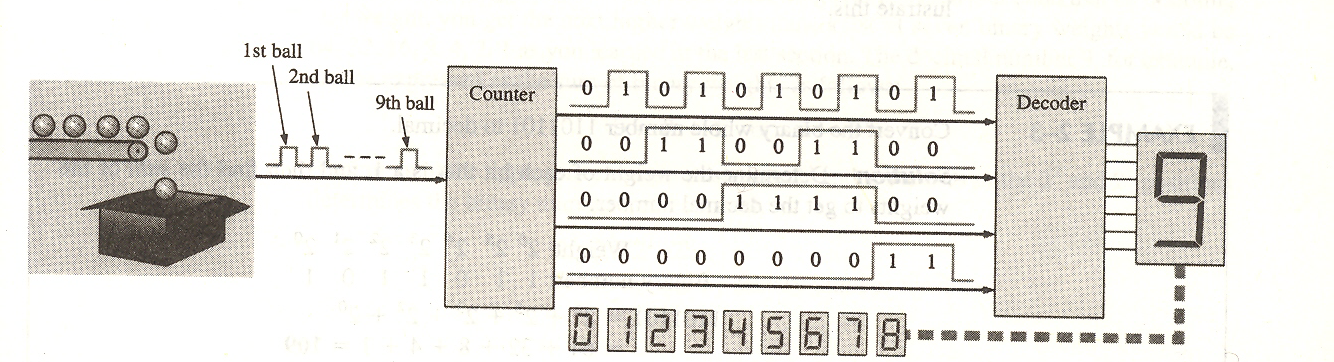 1st ball
2nd ball
9th ball
Counter
0 1 0 1 0 1 0 1 0 1
0 0 1 1 0 0 1 1 0 0
0 0 0 0 1 1 1 1 0 0
0 0 0 0 0 0 0 0 1 1
Decoder
9
0 1 2 3 4 5 6 7 8